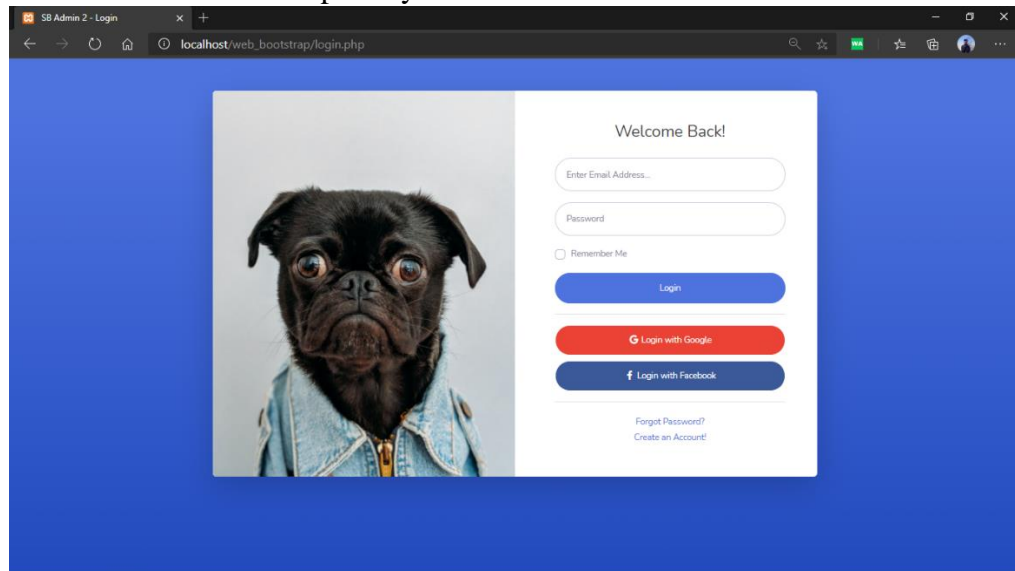 SB Admin 2 - Login
localhost/web_bootstrap/login.php
WA
Welcome Back!
Enter Email Address...
Password
Remember Me
Login
G Login with Google
f Login with Facebook
Forgot Password?
Create an Account!